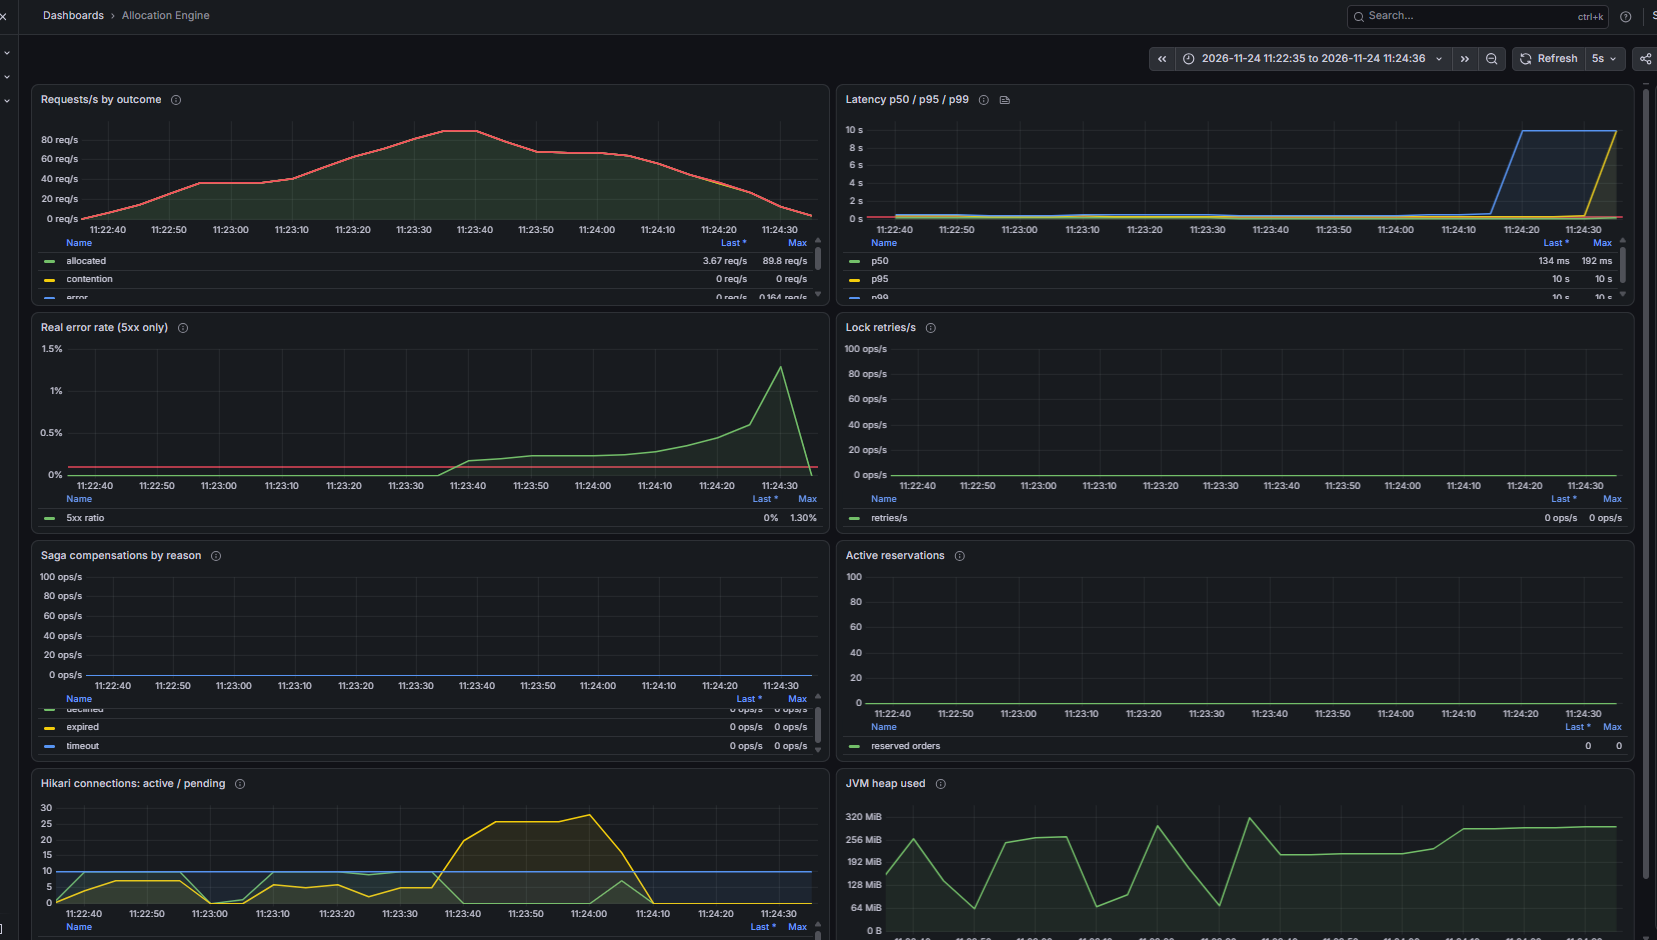 Dashboards › Allocation Engine
Search... ctrl+k
2026-11-24 11:22:35 to 2026-11-24 11:24:36
Refresh 5s
Requests/s by outcome
80 req/s
60 req/s
40 req/s
20 req/s
0 req/s
11:22:40 11:22:50 11:23:00 11:23:10 11:23:20 11:23:30 11:23:40 11:23:50 11:24:00 11:24:10 11:24:20 11:24:30
Name Last * Max
allocated 3.67 req/s 89.8 req/s
contention 0 req/s 0 req/s
error 0 req/s 0.164 req/s
Latency p50 / p95 / p99
10 s
8 s
6 s
4 s
2 s
0 s
11:22:40 11:22:50 11:23:00 11:23:10 11:23:20 11:23:30 11:23:40 11:23:50 11:24:00 11:24:10 11:24:20 11:24:30
Name Last * Max
p50 134 ms 192 ms
p95 10 s 10 s
p99 10 s 10 s
Real error rate (5xx only)
1.5%
1%
0.5%
0%
11:22:40 11:22:50 11:23:00 11:23:10 11:23:20 11:23:30 11:23:40 11:23:50 11:24:00 11:24:10 11:24:20 11:24:30
Name Last * Max
5xx ratio 0% 1.30%
Lock retries/s
100 ops/s
80 ops/s
60 ops/s
40 ops/s
20 ops/s
0 ops/s
11:22:40 11:22:50 11:23:00 11:23:10 11:23:20 11:23:30 11:23:40 11:23:50 11:24:00 11:24:10 11:24:20 11:24:30
Name Last * Max
retries/s 0 ops/s 0 ops/s
Saga compensations by reason
100 ops/s
80 ops/s
60 ops/s
40 ops/s
20 ops/s
0 ops/s
11:22:40 11:22:50 11:23:00 11:23:10 11:23:20 11:23:30 11:23:40 11:23:50 11:24:00 11:24:10 11:24:20 11:24:30
Name Last * Max
declined 0 ops/s 0 ops/s
expired 0 ops/s 0 ops/s
timeout 0 ops/s 0 ops/s
Active reservations
100
80
60
40
20
0
11:22:40 11:22:50 11:23:00 11:23:10 11:23:20 11:23:30 11:23:40 11:23:50 11:24:00 11:24:10 11:24:20 11:24:30
Name Last * Max
reserved orders 0 0
Hikari connections: active / pending
30
25
20
15
10
5
0
11:22:40 11:22:50 11:23:00 11:23:10 11:23:20 11:23:30 11:23:40 11:23:50 11:24:00 11:24:10 11:24:20 11:24:30
Name Last * Max
JVM heap used
320 MiB
256 MiB
192 MiB
128 MiB
64 MiB
0 B